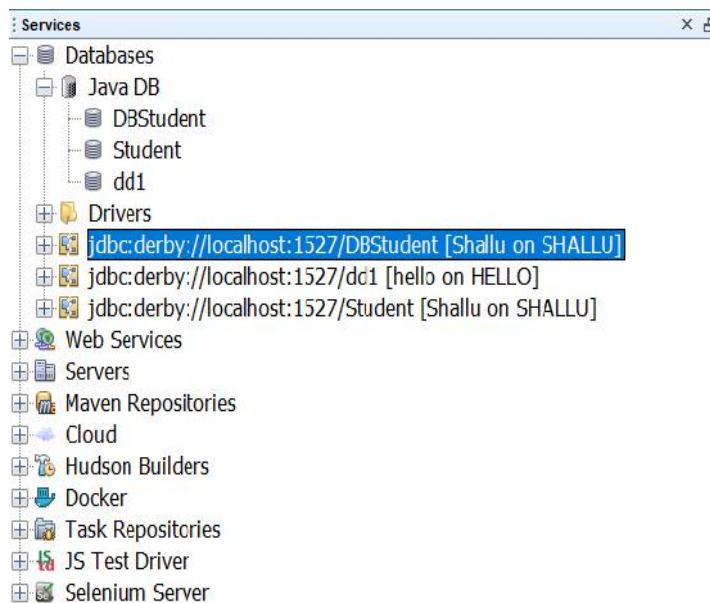 Services
Databases
Java DB
DBStudent
Student
dd1
Drivers
jdbc:derby://localhost:1527/DBStudent [Shallu on SHALLU]
jdbc:derby://localhost:1527/dd1 [hello on HELLO]
jdbc:derby://localhost:1527/Student [Shallu on SHALLU]
Web Services
Servers
Maven Repositories
Cloud
Hudson Builders
Docker
Task Repositories
JS Test Driver
Selenium Server